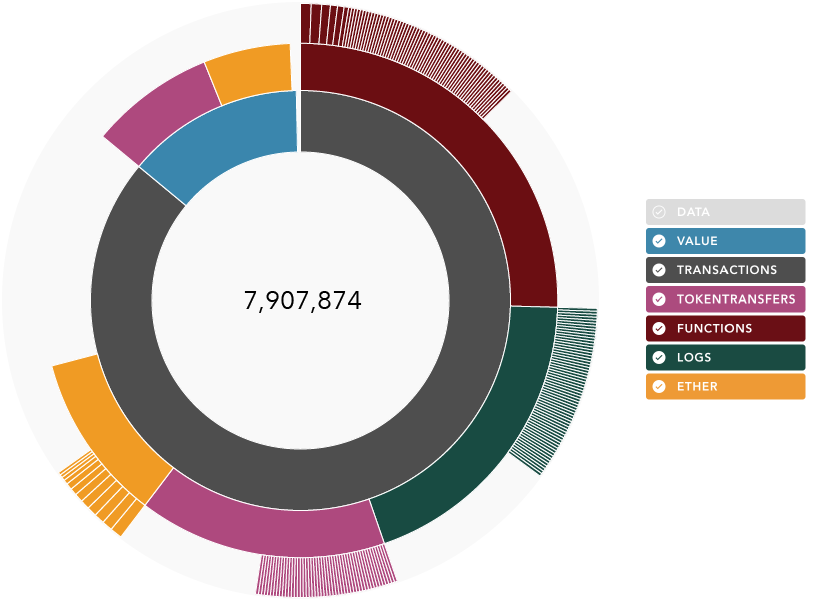 7,907,874
DATA
VALUE
TRANSACTIONS
TOKENTRANSFERS
FUNCTIONS
LOGS
ETHER